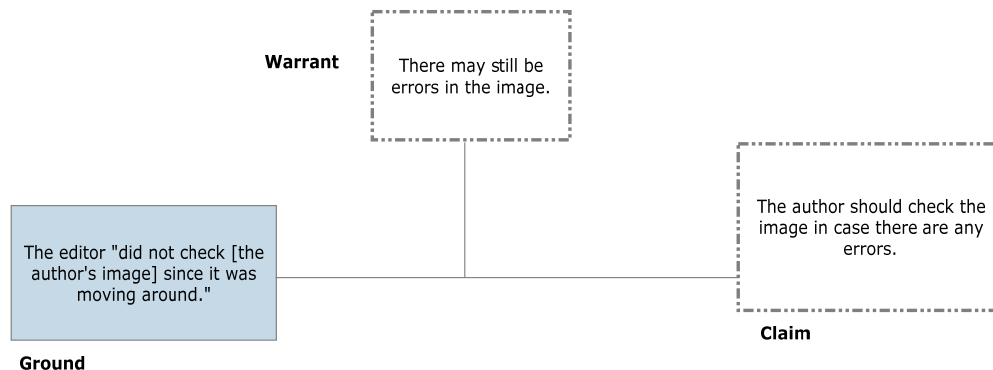 Warrant
There may still be
errors in the image.
The author should check the
image in case there are any
errors.
The editor "did not check [the
author's image] since it was
moving around."
Claim
Ground